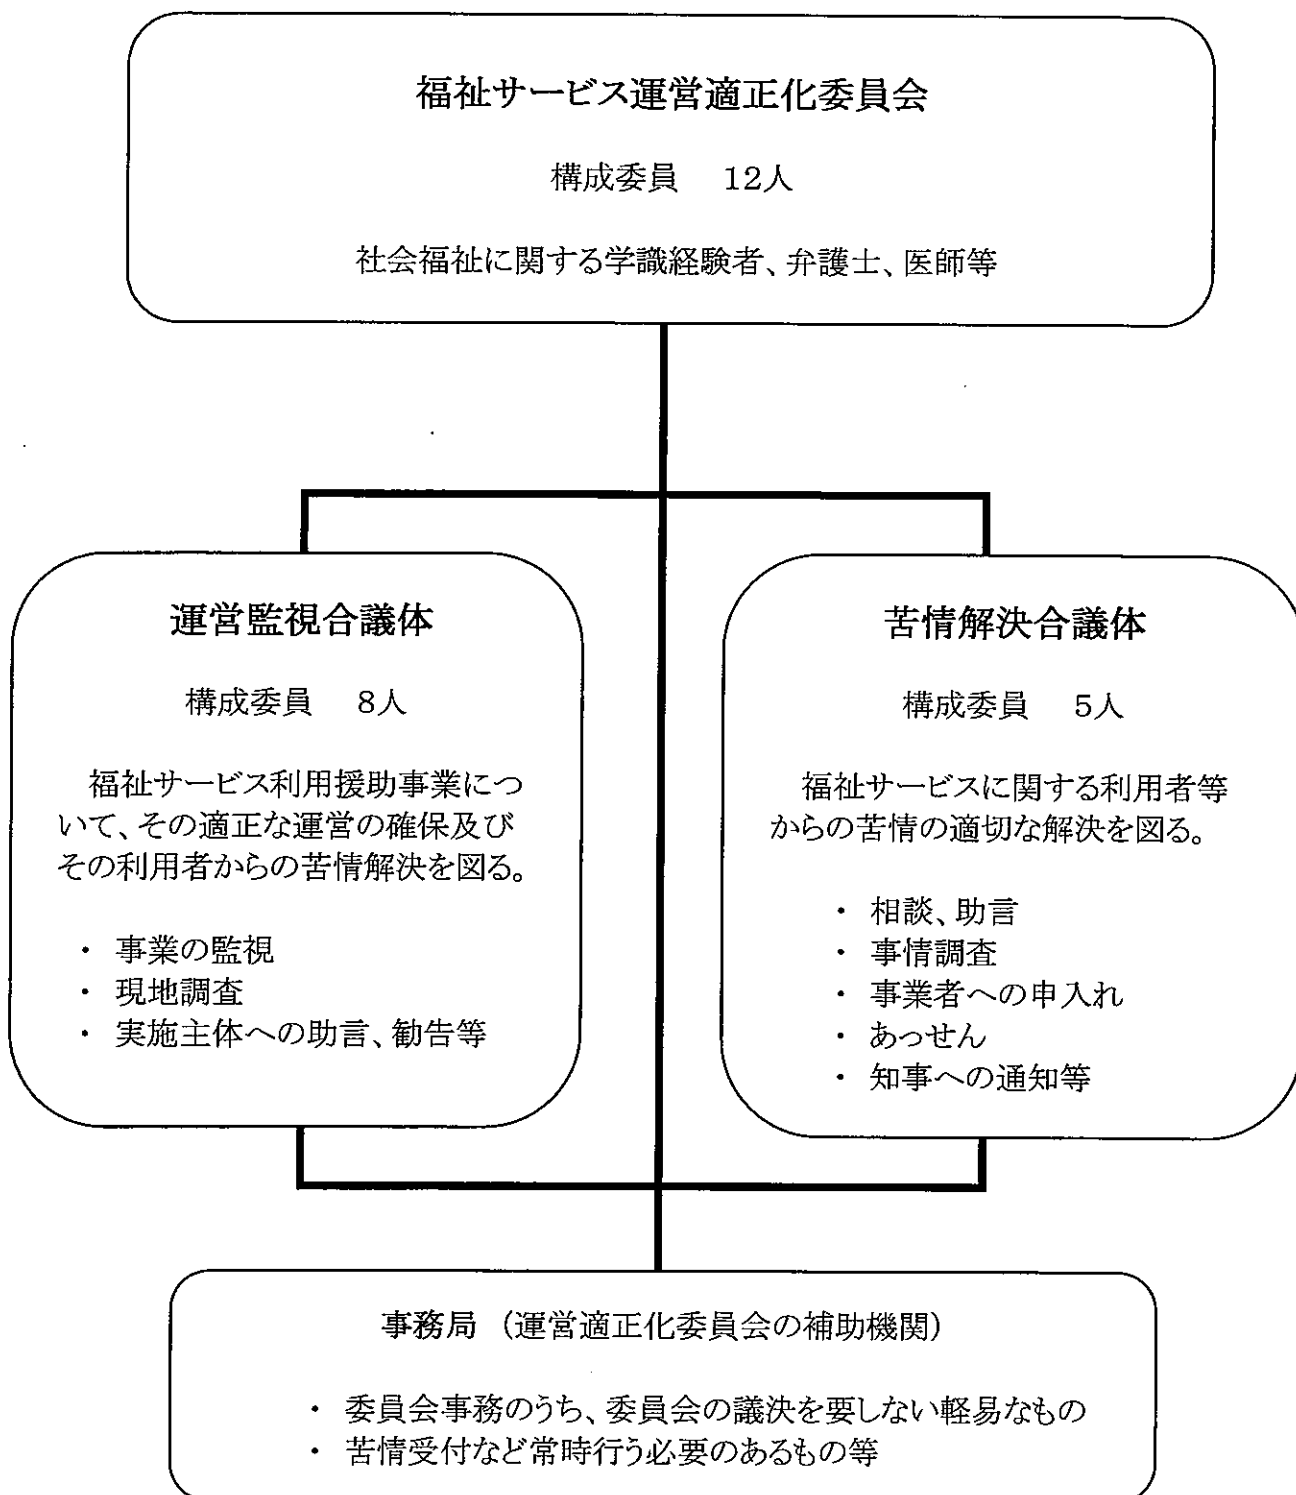 福祉サービス運営適正化委員会
構成委員　12人
社会福祉に関する学識経験者、弁護士、医師等
運営監視合議体
構成委員　8人
福祉サービス利用援助事業につ
いて、その適正な運営の確保及び
その利用者からの苦情解決を図る。
・ 事業の監視
・ 現地調査
・ 実施主体への助言、勧告等
苦情解決合議体
構成委員　5人
福祉サービスに関する利用者等
からの苦情の適切な解決を図る。
・ 相談、助言
・ 事情調査
・ 事業者への申入れ
・ あっせん
・ 知事への通知等
事務局（運営適正化委員会の補助機関）
・ 委員会事務のうち、委員会の議決を要しない軽易なもの
・ 苦情受付など常時行う必要のあるもの等